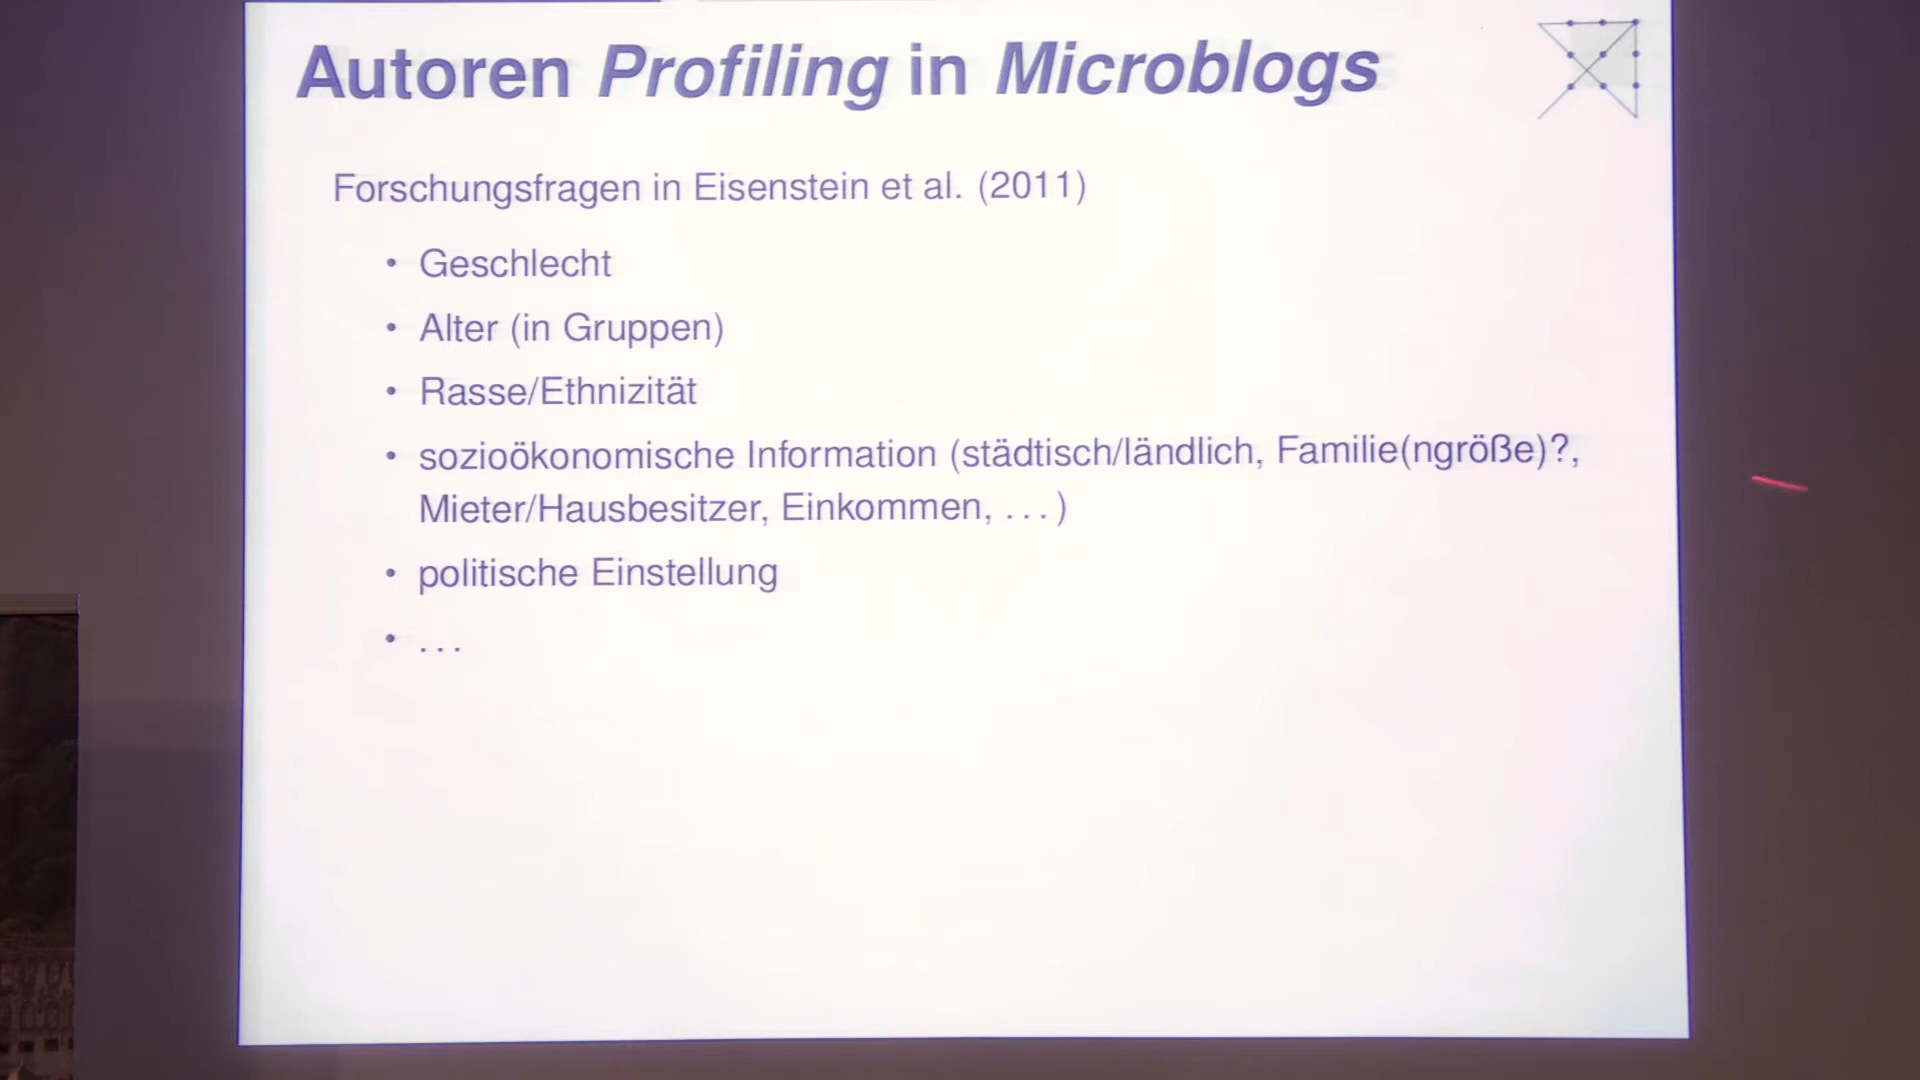 Autoren Profiling in Microblogs
Forschungsfragen in Eisenstein et al. (2011)
• Geschlecht
• Alter (in Gruppen)
• Rasse/Ethnizität
• sozioökonomische Information (städtisch/ländlich, Familie(ngröße)?,
Mieter/Hausbesitzer, Einkommen, ...)
• politische Einstellung
• ...